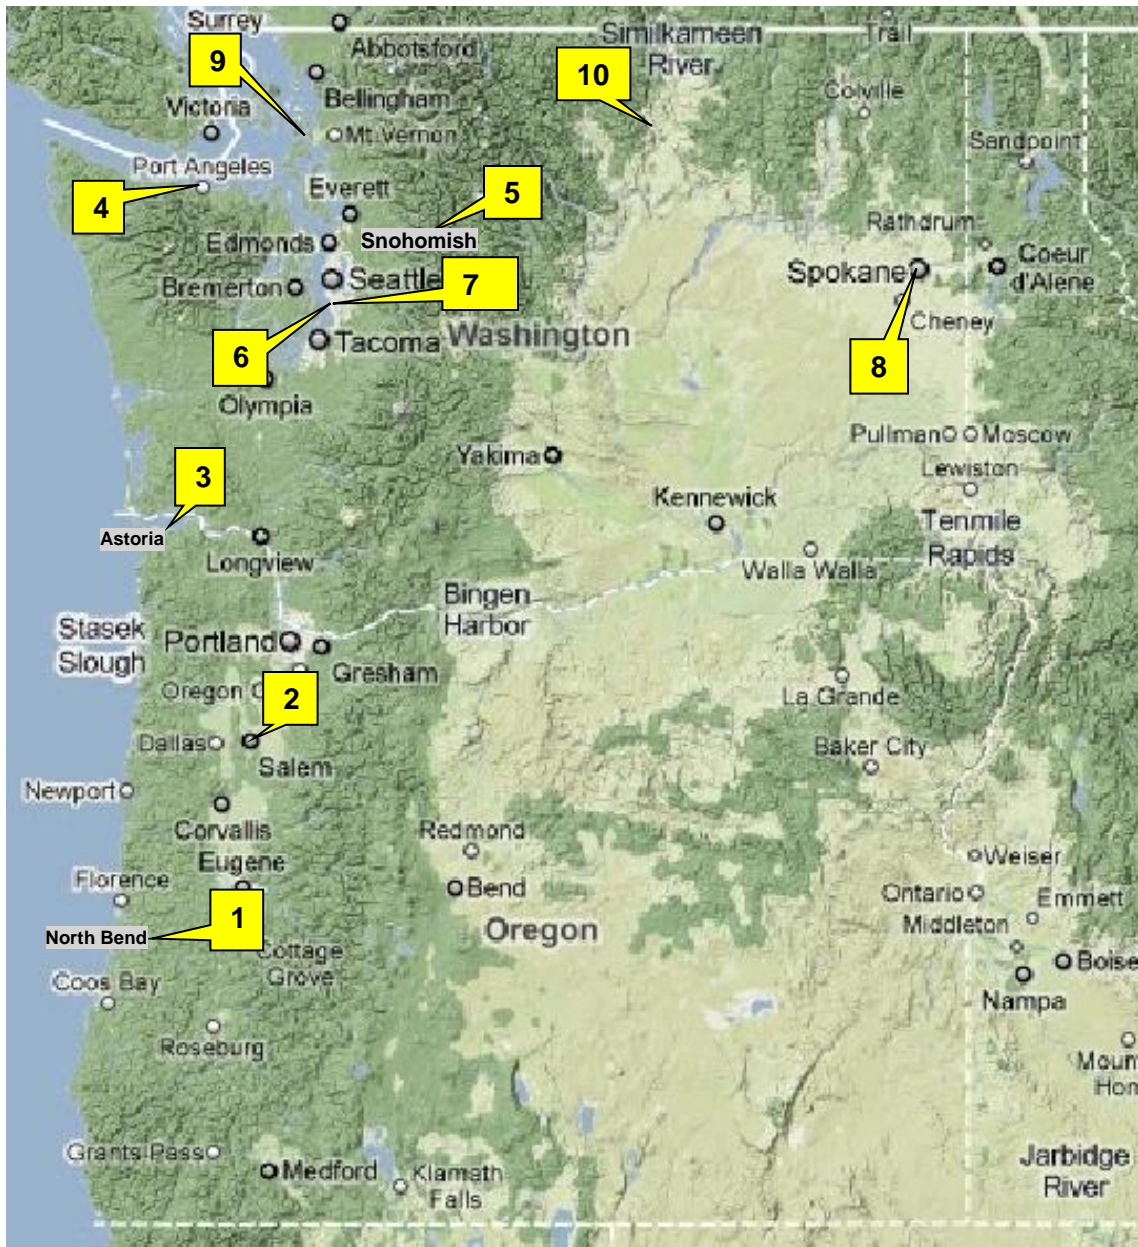 Surrey
Abbotsford
Similkameen
River
Trail
9
10
Bellingham
Colville
Victoria
Mt. Vernon
Sandpoint
Port Angeles
4
Everett
5
Rathdrum
Edmonds
Snohomish
Seattle
7
Spokane
Coeur
d'Alene
Bremerton
Cheney
6
Tacoma
Washington
8
Olympia
Pullman
Moscow
Yakima
Lewiston
3
Kennewick
Astoria
Longview
Tenmile
Rapids
Walla Walla
Bingen
Harbor
Stasek
Slough
Portland
Gresham
Oregon C
2
La Grande
Dallas
Salem
Baker City
Newport
Corvallis
Redmond
Eugene
Weiser
Florence
Bend
Ontario
Emmett
1
Middleton
North Bend
Oregon
Cottage
Grove
Boise
Coos Bay
Nampa
Roseburg
Moun
Hom
Grants Pass
Medford
Klamath
Falls
Jarbidge
River